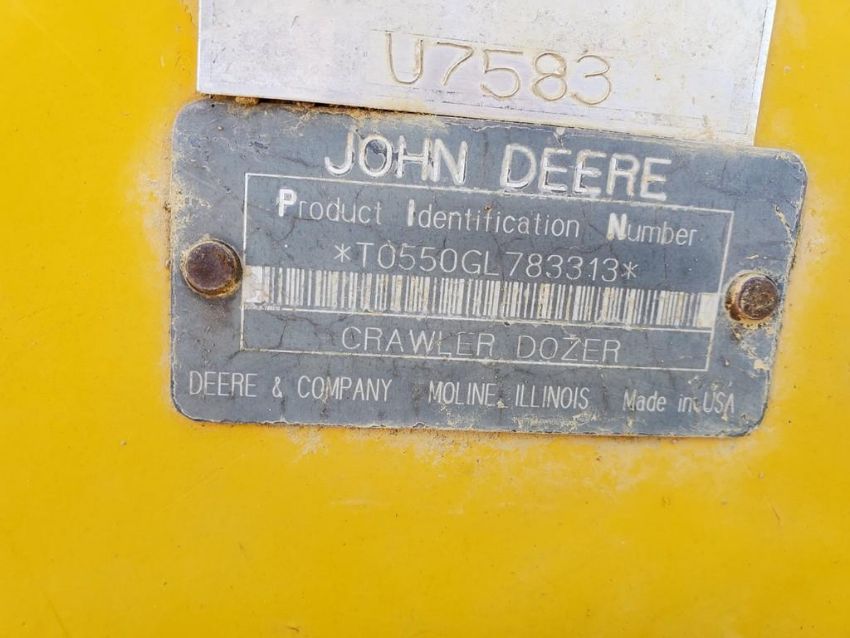 U7583
JOHN DEERE
Product Identification Number
*T0550GL783313*
CRAWLER DOZER
DEERE & COMPANY MOLINE, ILLINOIS Made in USA